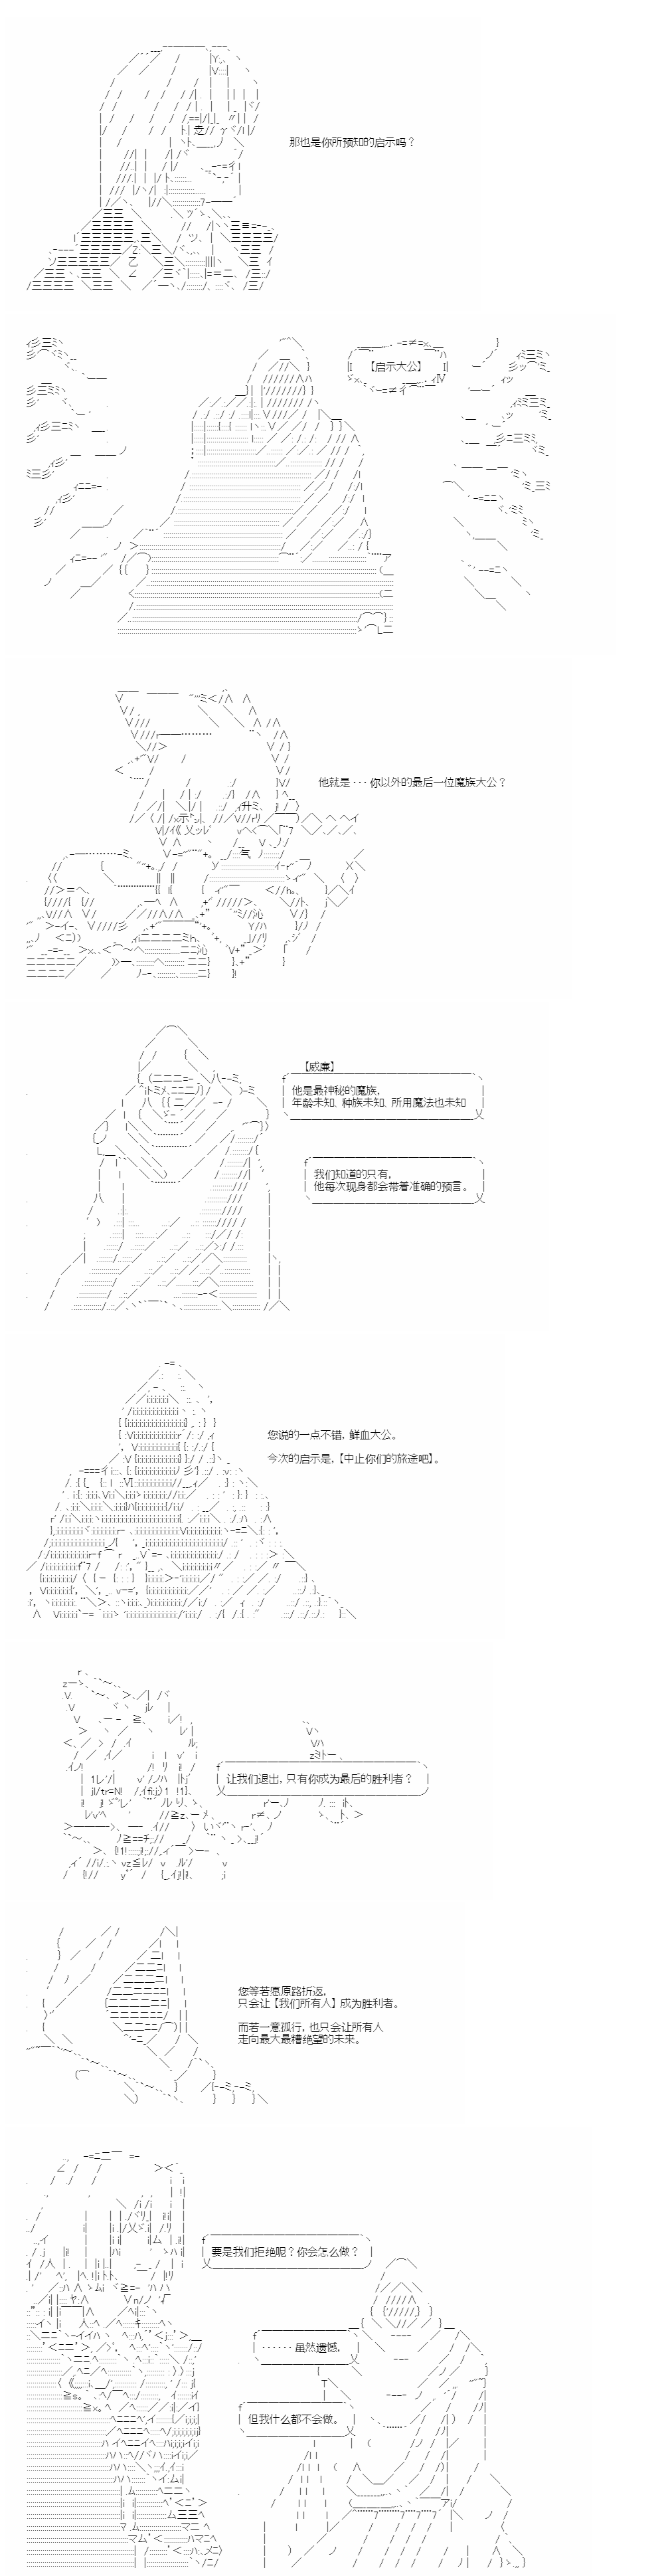 那也是你所预知的启示吗？
【启示大公】
他就是・・・你以外的最后一位魔族大公？
【威廉】
他是最神秘的魔族，
年龄未知、种族未知、所用魔法也未知
我们知道的只有，
他每次现身都会带着准确的预言。
您说的一点不错，鲜血大公。
今次的启示是，【中止你们的旅途吧】。
让我们退出，只有你成为最后的胜利者？
您等若愿原路折返，
只会让【我们所有人】成为胜利者。
而若一意孤行，也只会让所有人
走向最大最糟绝望的未来。
要是我们拒绝呢？你会怎么做？
・・・・・・虽然遗憾，
但我什么都不会做。